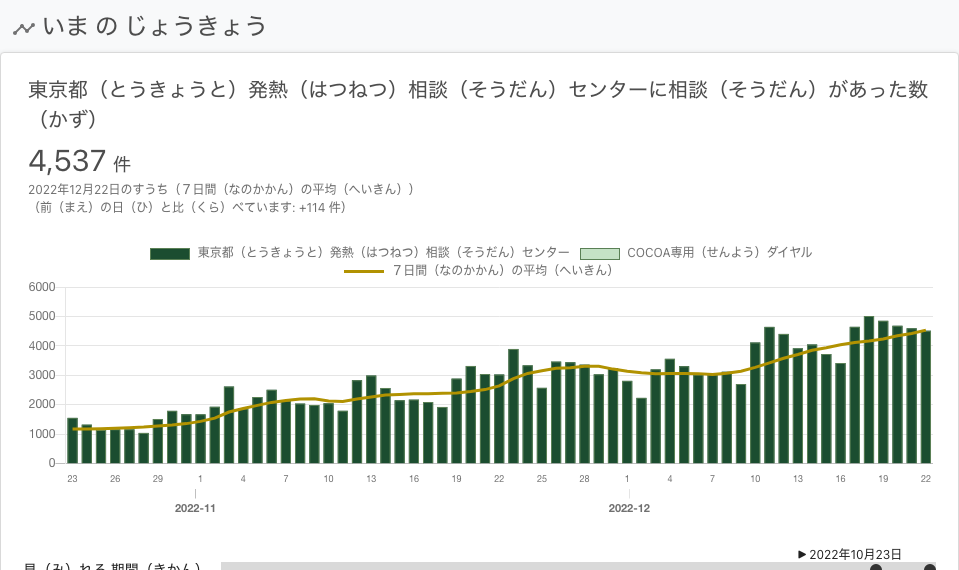 いま の じょうきょう
東京都（とうきょうと）発熱（はつねつ）相談（そうだん）センターに相談（そうだん）があった数
（かず）
4,537 件
2022年12月22日のすうち（７日間（なのかかん）の平均（へいきん））
（前（まえ）の日（ひ）と比（くら）べています: +114 件）
東京都（とうきょうと）発熱（はつねつ）相談（そうだん）センター COCOA専用（せんよう）ダイヤル
７日間（なのかかん）の平均（へいきん）
6000
5000
4000
3000
2000
1000
0
23 26 29 1 4 7 10 13 16 19 22 25 28 1 4 7 10 13 16 19 22
2022-11 2022-12
▶ 2022年10月23日
見（み）れる 期間（きかん）